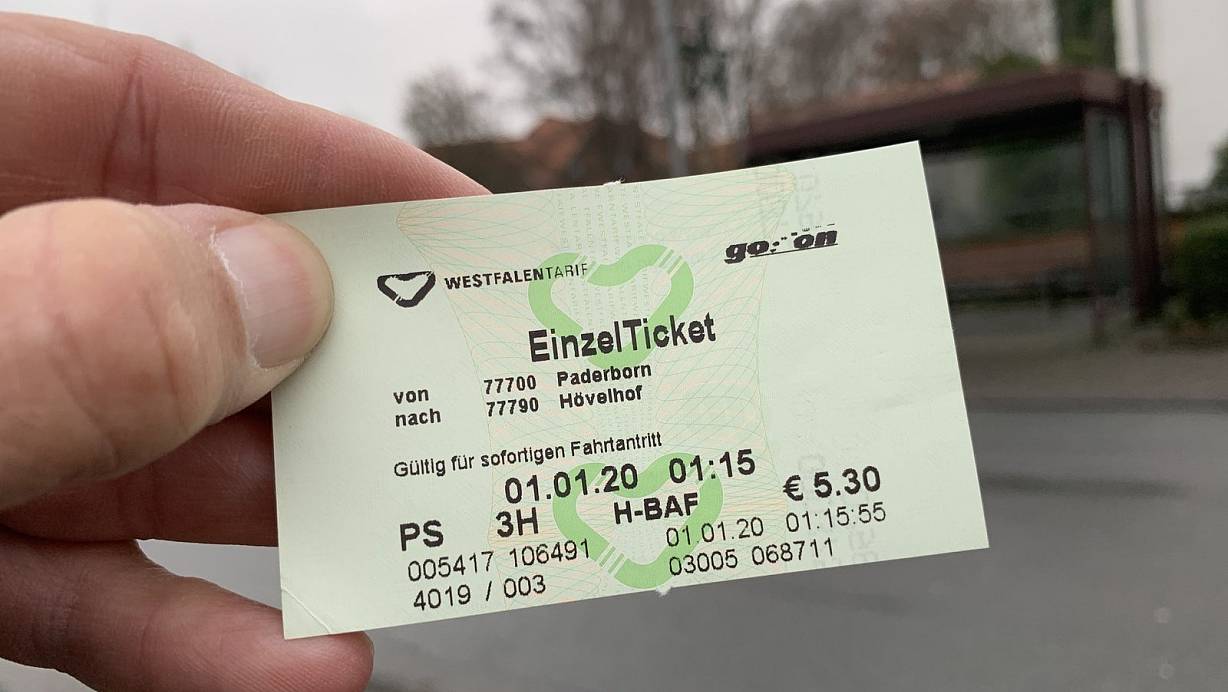 WESTFALENTARIF
go:on
EinzelTicket
von 77700 Paderborn
nach 77790 Hövelhof
Gültig für sofortigen Fahrtantritt
01.01.20 01:15
€ 5.30
PS 3H H-BAF
005417 106491 01.01.20 01:15:55
4019 / 003 03005 068711